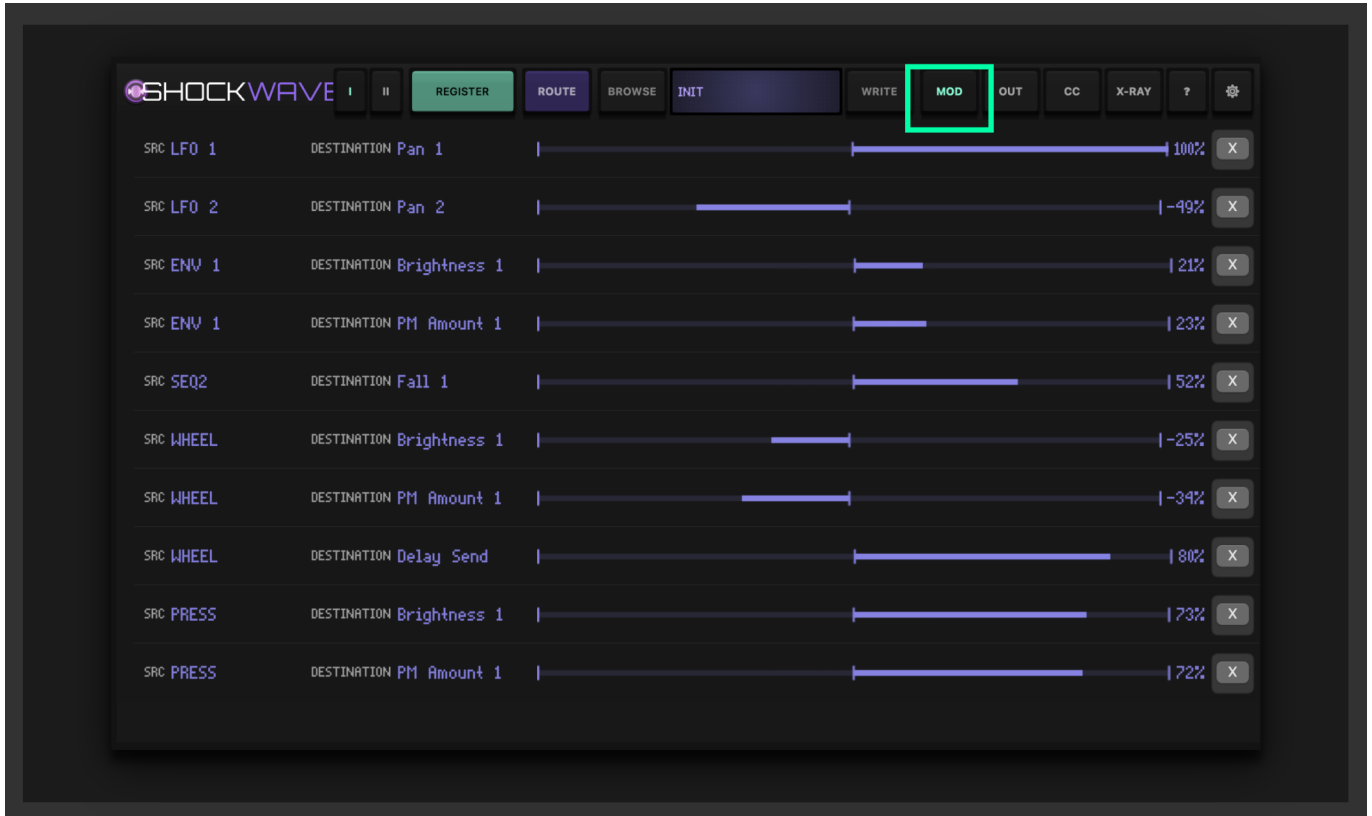 SHOCKWAVE I II REGISTER ROUTE BROWSE INIT WRITE MOD OUT CC X-RAY ?
SRC LFO 1 DESTINATION Pan 1 100% X
SRC LFO 2 DESTINATION Pan 2 -49% X
SRC ENV 1 DESTINATION Brightness 1 21% X
SRC ENV 1 DESTINATION PM Amount 1 23% X
SRC SEQ2 DESTINATION Fall 1 52% X
SRC WHEEL DESTINATION Brightness 1 -25% X
SRC WHEEL DESTINATION PM Amount 1 -34% X
SRC WHEEL DESTINATION Delay Send 80% X
SRC PRESS DESTINATION Brightness 1 73% X
SRC PRESS DESTINATION PM Amount 1 72% X